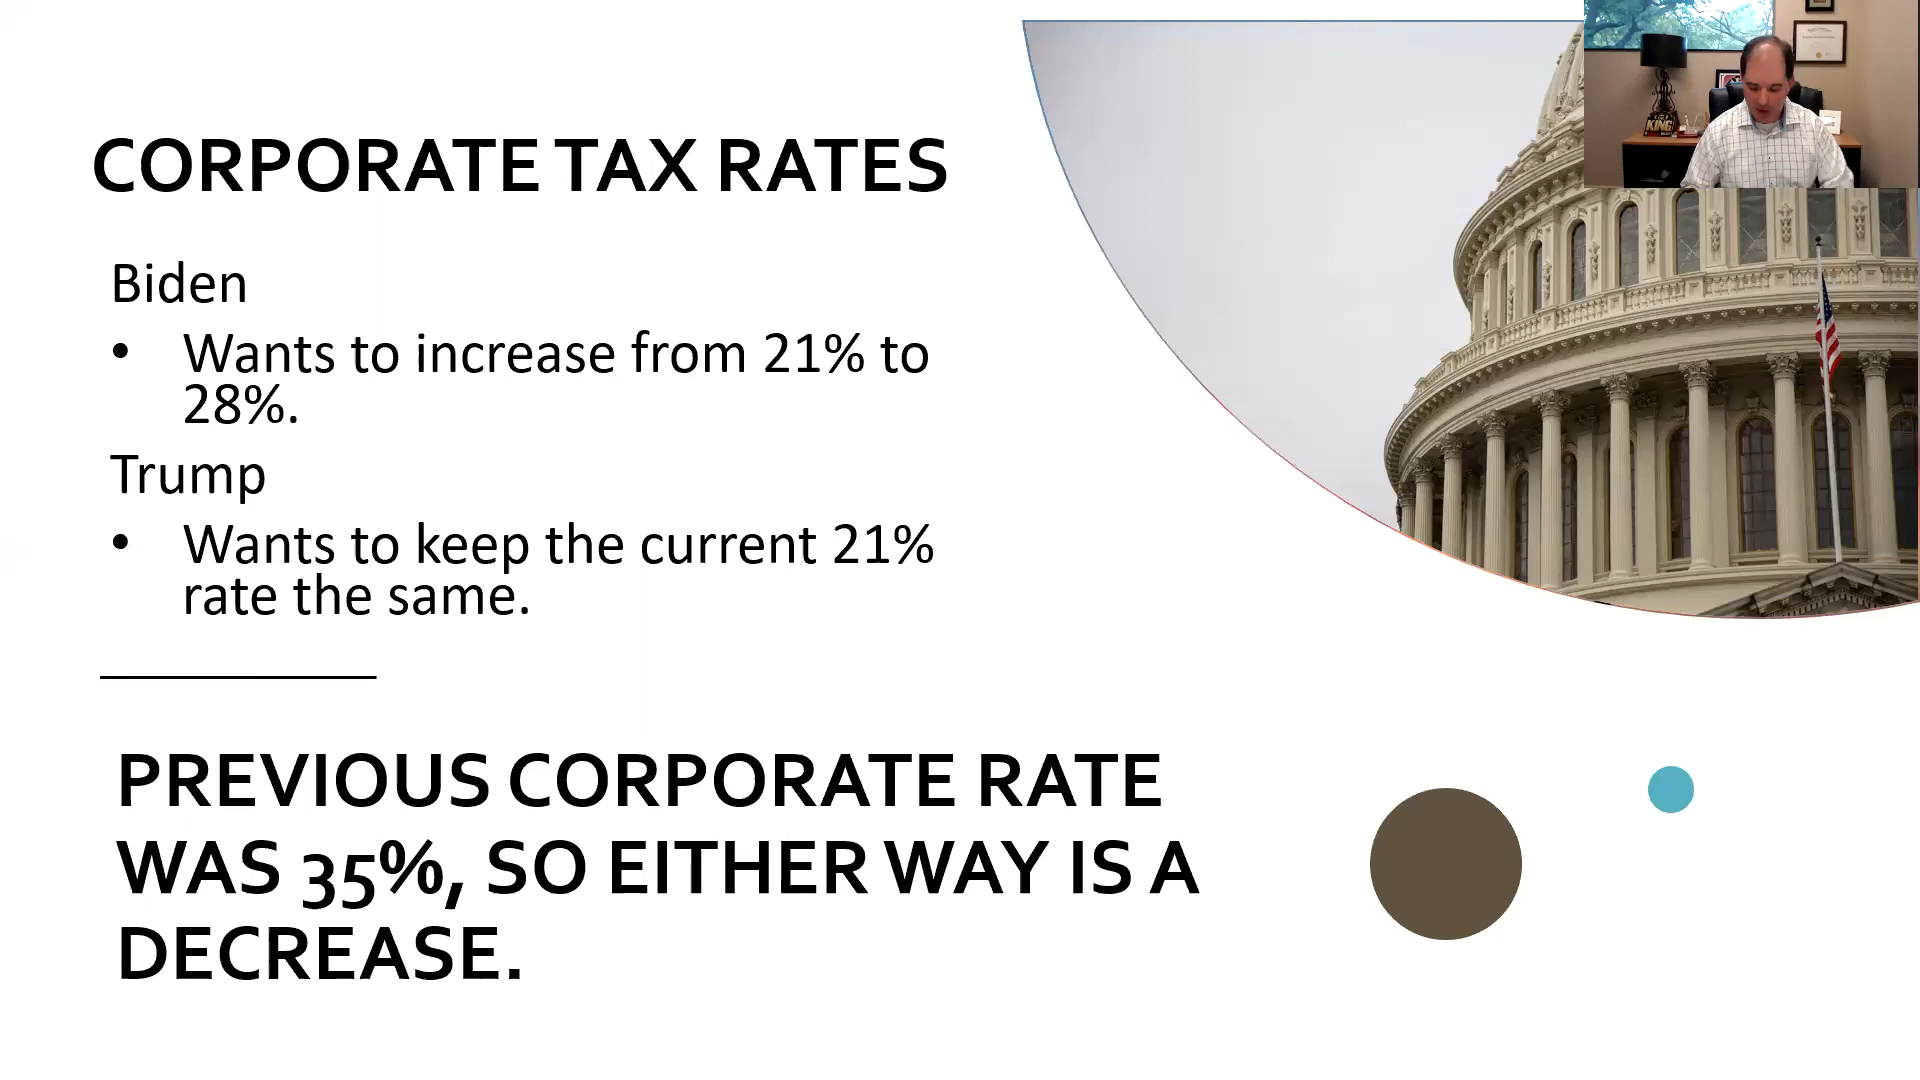 CORPORATE TAX RATES
Biden
• Wants to increase from 21% to
28%.
Trump
• Wants to keep the current 21%
rate the same.
PREVIOUS CORPORATE RATE
WAS 35%, SO EITHER WAY IS A
DECREASE.
KING